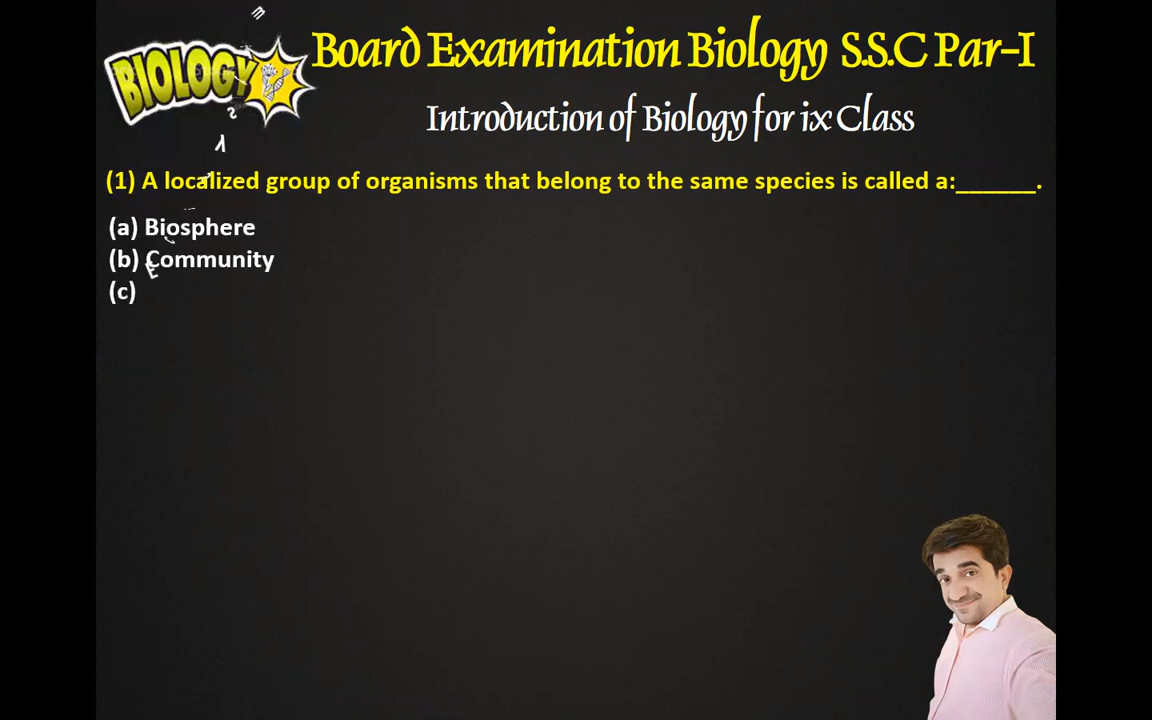 BIOLOGY
Board Examination Biology S.S.C Par-I
Introduction of Biology for ix Class
(1) A localized group of organisms that belong to the same species is called a:______.
(a) Biosphere
(b) Community
(c)